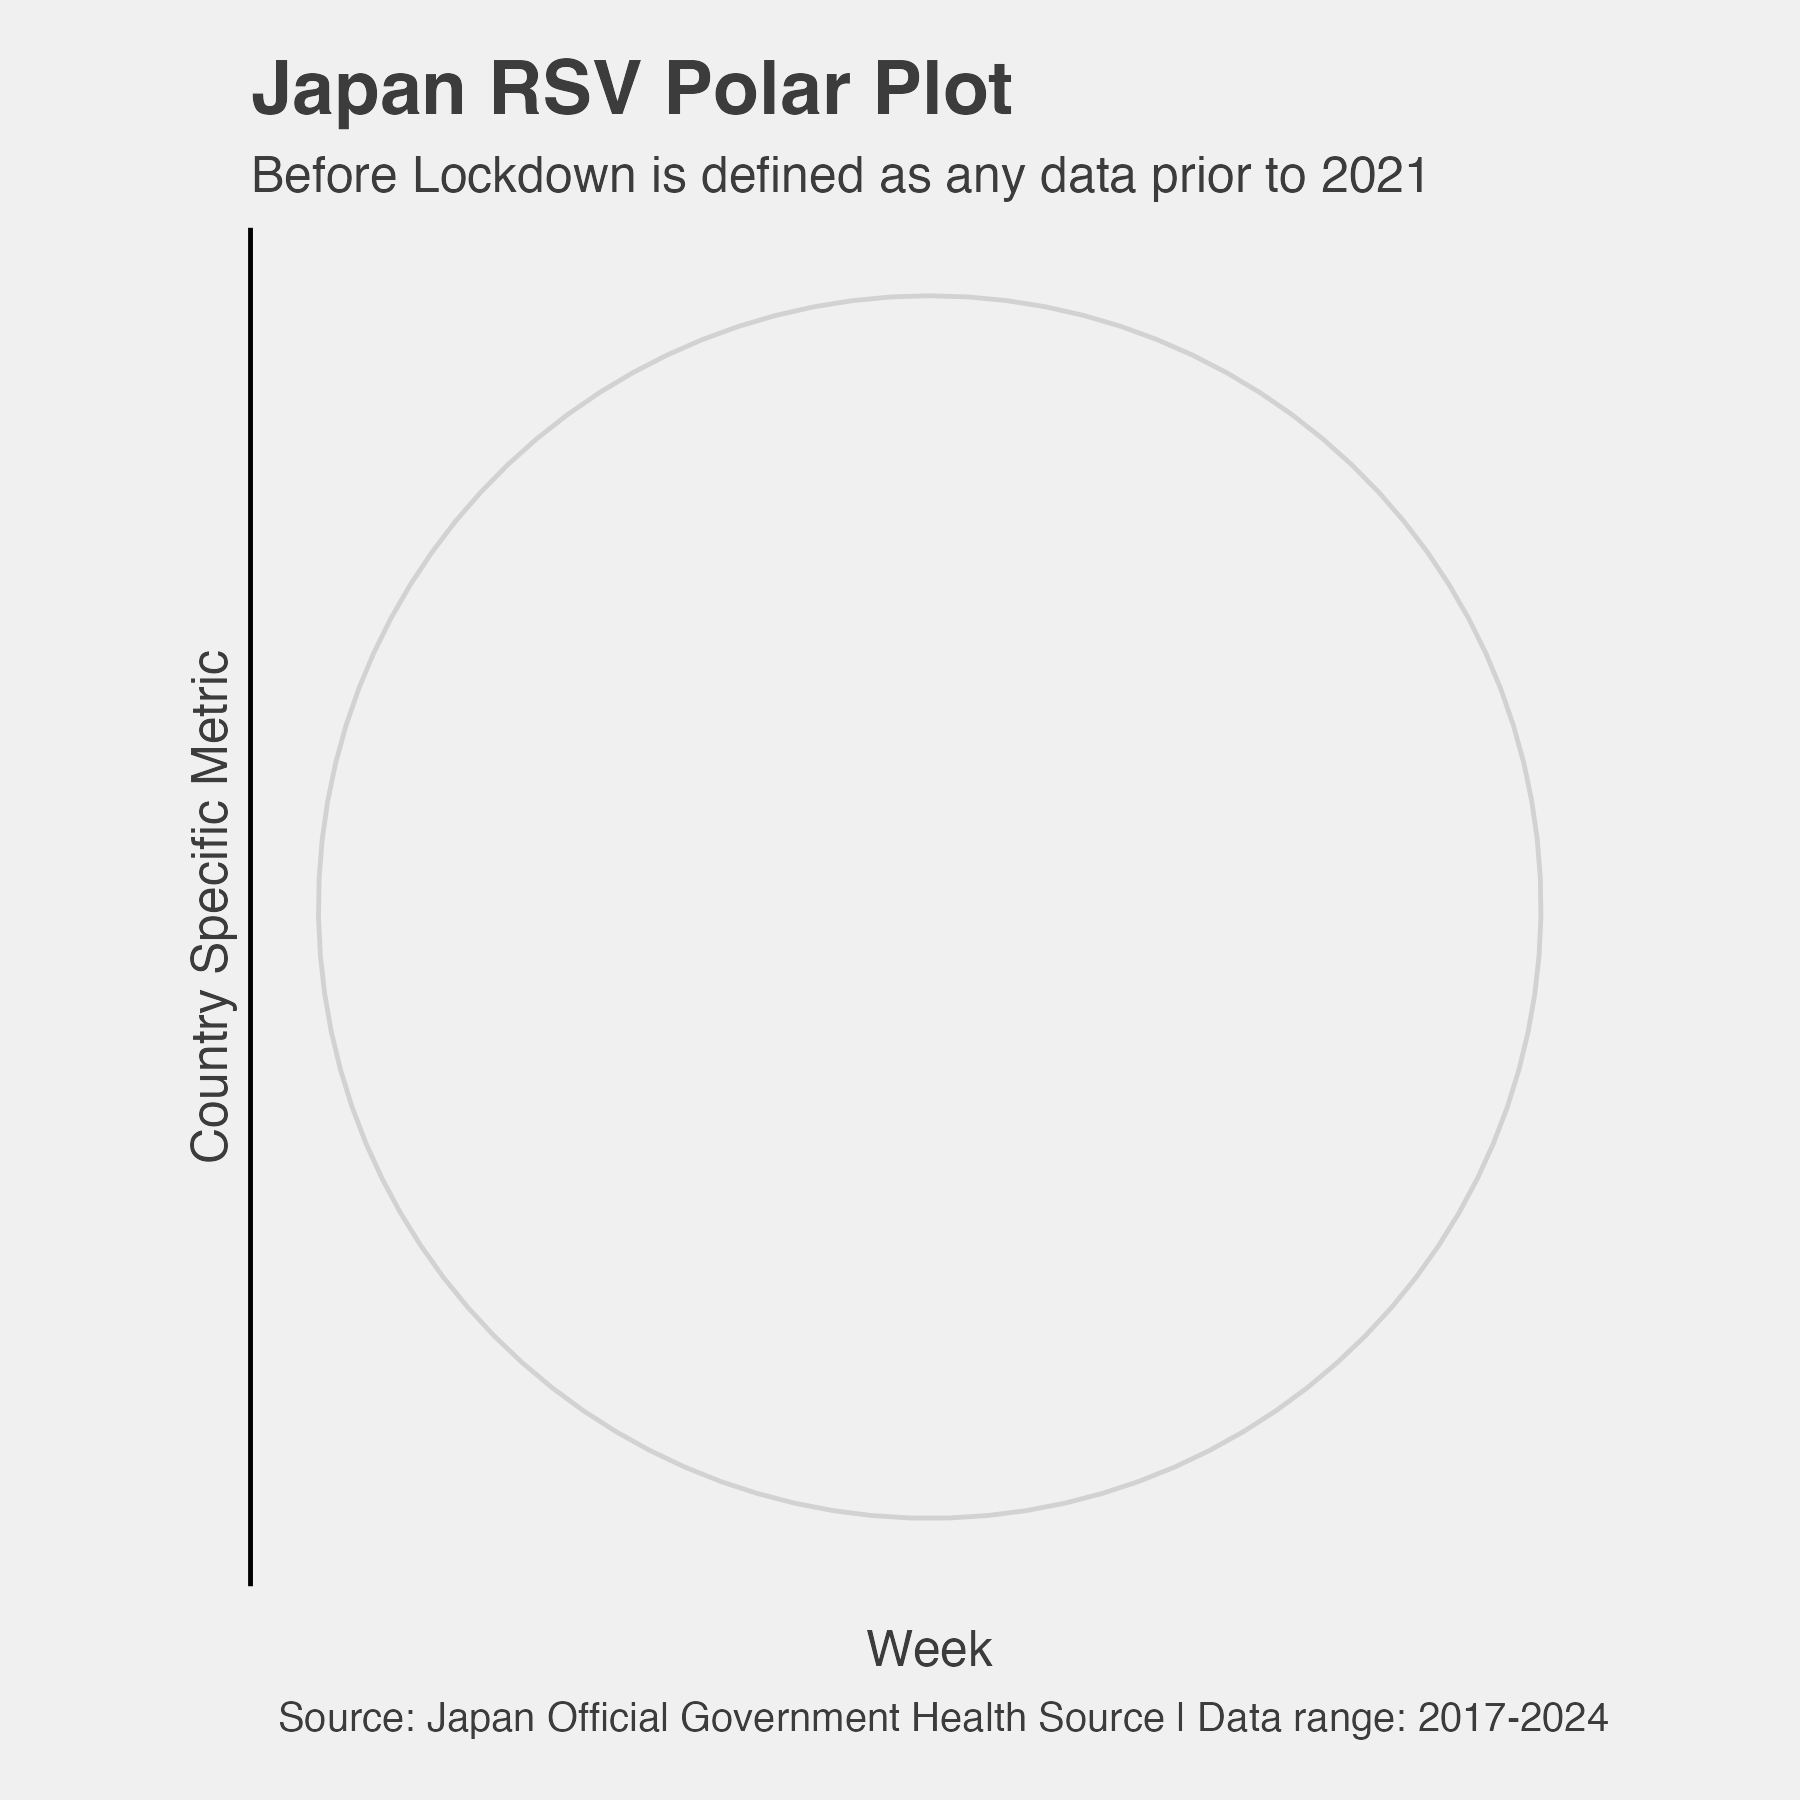 Japan RSV Polar Plot
Before Lockdown is defined as any data prior to 2021
Country Specific Metric
Week
Source: Japan Official Government Health Source | Data range: 2017-2024